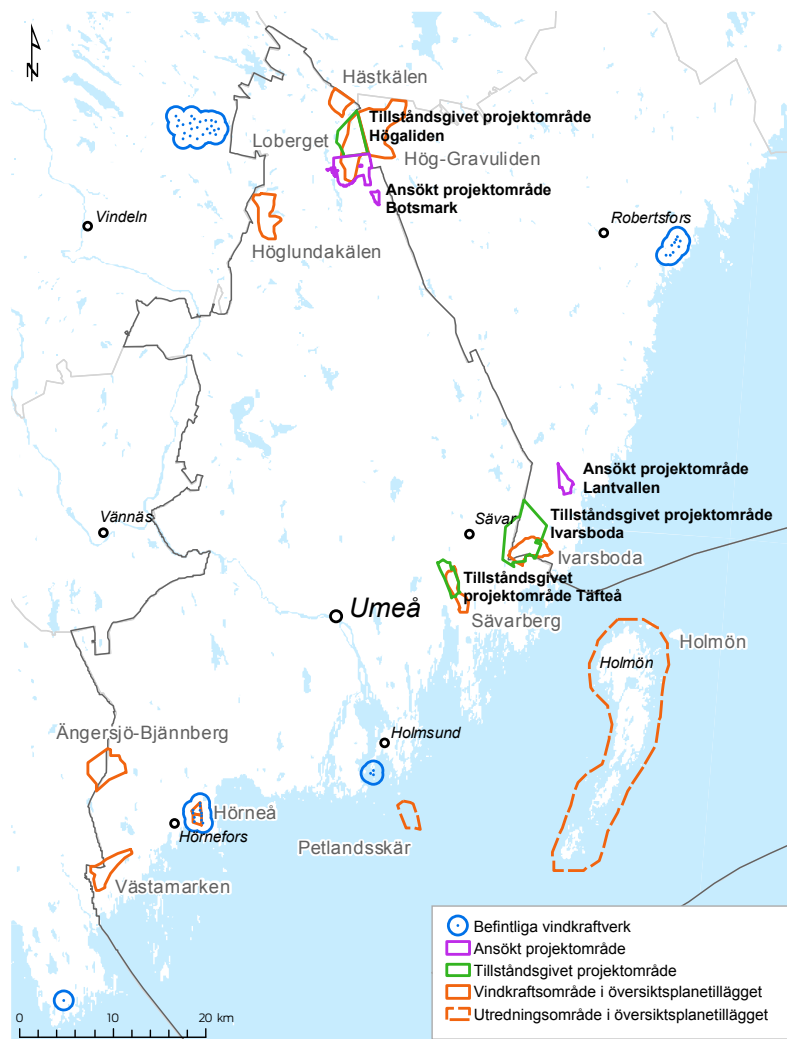 N
Hästkälen
Tillståndsgivet projektområde
Högaliden
Loberget
Hög-Gravuliden
Ansökt projektområde
Botsmark
Vindeln
Robertsfors
Höglundakälen
Ansökt projektområde
Lantvallen
Sävar
Tillståndsgivet projektområde
Ivarsboda
Vännäs
Ivarsboda
Tillståndsgivet
projektområde Täfteå
Umeå
Sävarberg
Holmön
Holmön
Ängersjö-Bjännberg
Holmsund
Hörneå
Hörnefors
Petlandsskär
Västamarken
Befintliga vindkraftverk
Ansökt projektområde
Tillståndsgivet projektområde
Vindkraftsområde i översiktsplanetillägget
Utredningsområde i översiktsplanetillägget
0 10 20 km